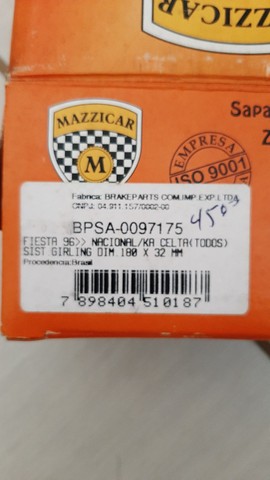 MAZZICAR
MAZZICAR
M
Sapa
EMPRESA
ISO 9001
Fabrica: BRAKEPARTS COM.IMP.EXP.LTDA
CNPJ: 04.911.157/0002-00
BPSA-0097175
FIESTA 96>> NACIONAL/KA CELTA(TODOS)
SIST GIRLING DIM 180 X 32 MM
Procedencia:Brasil
7 898404 510187